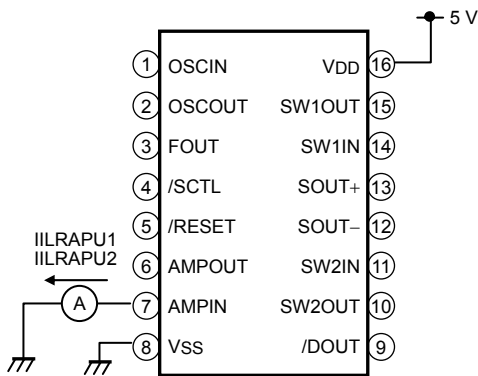 5 V
1 OSCIN VDD 16
2 OSCOUT SW1OUT 15
3 FOUT SW1IN 14
4 /SCTL SOUT+ 13
5 /RESET SOUT− 12
IILRAPU1
IILRAPU2
6 AMPOUT SW2IN 11
A 7 AMPIN SW2OUT 10
8 VSS /DOUT 9